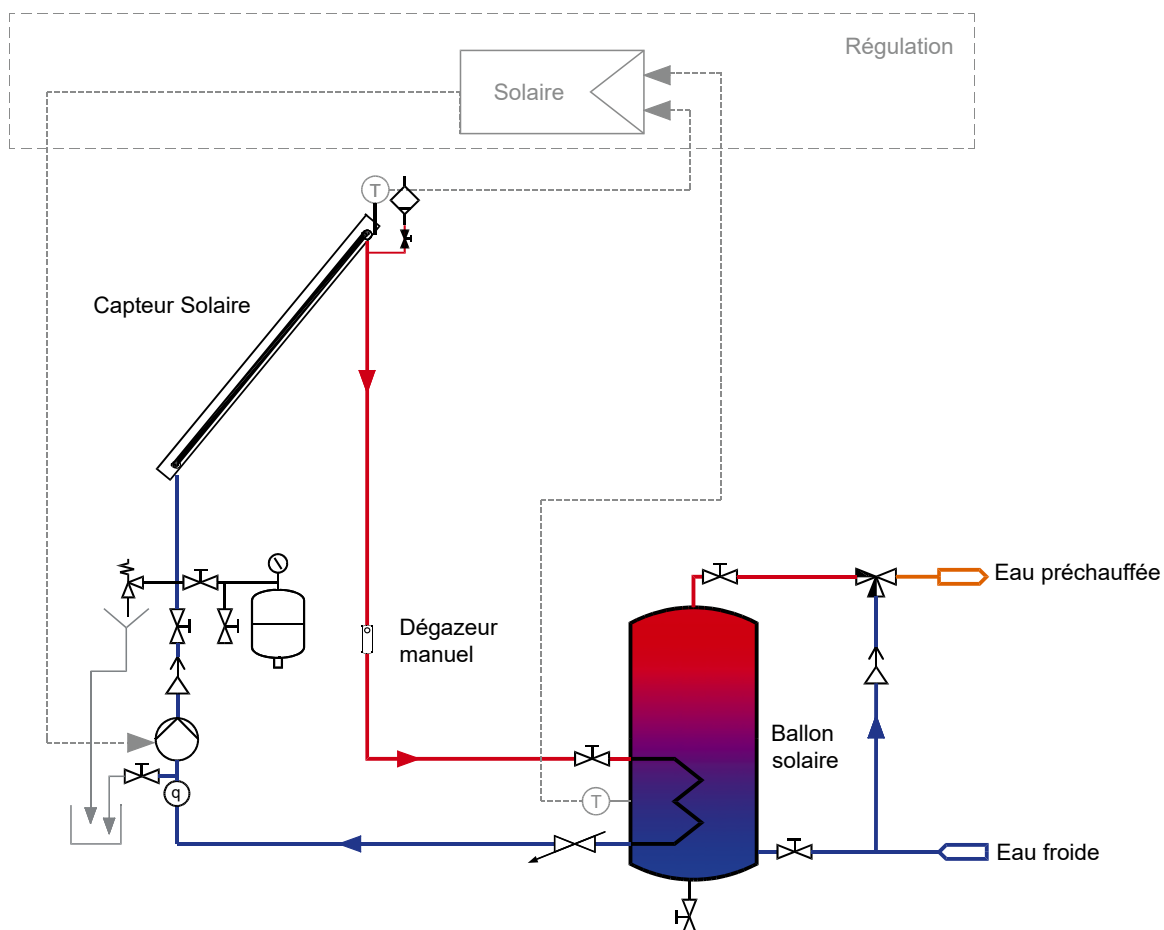 Régulation
Solaire
T
Capteur Solaire
Eau préchauffée
Dégazeur
manuel
Ballon
solaire
q
T
Eau froide